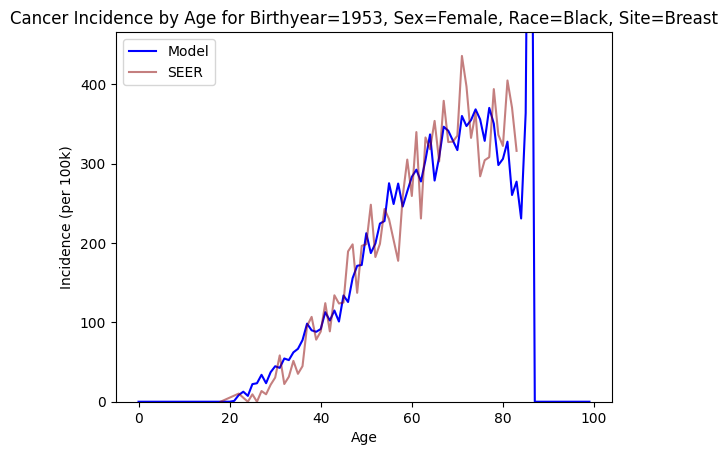 Cancer Incidence by Age for Birthyear=1953, Sex=Female, Race=Black, Site=Breast
Model
SEER
400
300
200
100
0
Incidence (per 100k)
0 20 40 60 80 100
Age